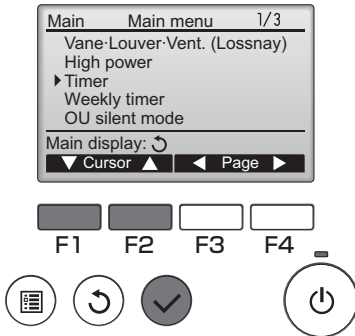 Main Main menu 1/3
Vane·Louver·Vent. (Lossnay)
High power
Timer
Weekly timer
OU silent mode
Main display:
Cursor Page
F1 F2 F3 F4